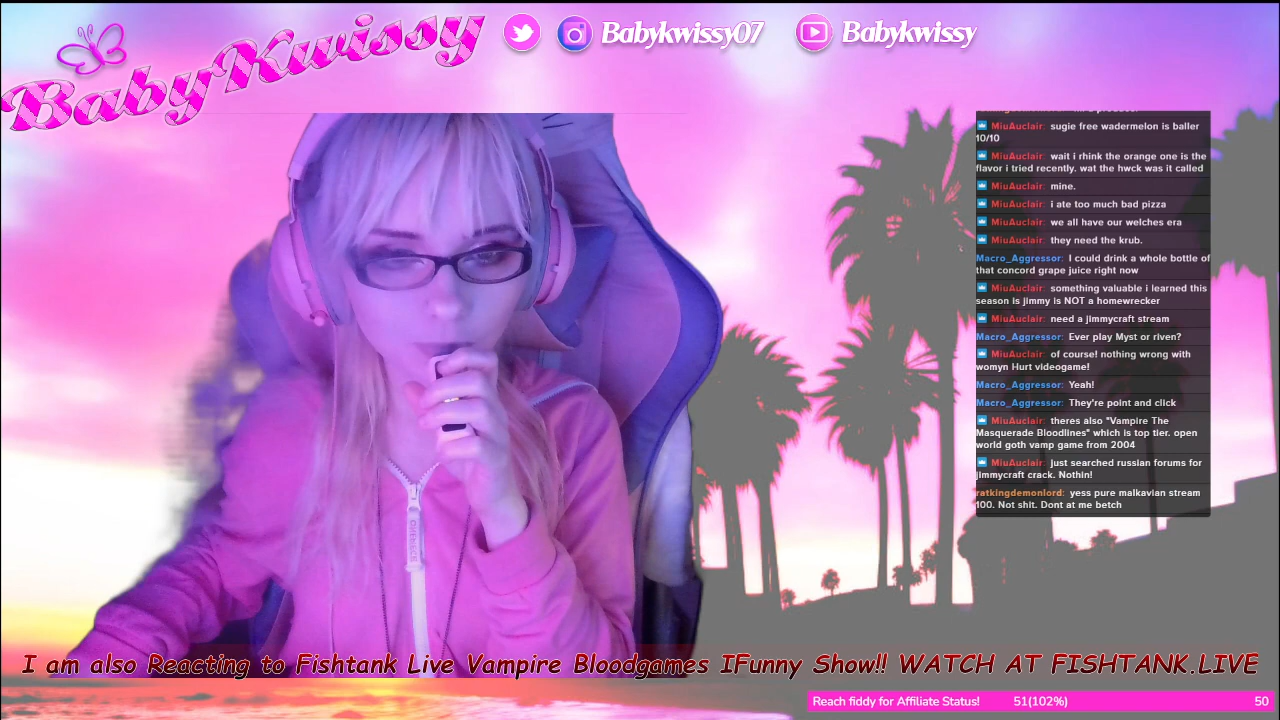 BabyKwissy
Babykwissy07
Babykwissy
MiuAuclair: sugie free wadermelon is baller
10/10
MiuAuclair: wait i rhink the orange one is the
flavor i tried recently. wat the hwck was it called
MiuAuclair: mine.
MiuAuclair: i ate too much bad pizza
MiuAuclair: we all have our welches era
MiuAuclair: they need the krub.
Macro_Aggressor: I could drink a whole bottle of
that concord grape juice right now
MiuAuclair: something valuable i learned this
season is jimmy is NOT a homewrecker
MiuAuclair: need a jimmycraft stream
Macro_Aggressor: Ever play Myst or riven?
MiuAuclair: of course! nothing wrong with
womyn Hurt videogame!
Macro_Aggressor: Yeah!
Macro_Aggressor: They're point and click
MiuAuclair: theres also "Vampire The
Masquerade Bloodlines" which is top tier. open
world goth vamp game from 2004
MiuAuclair: just searched russian forums for
jimmycraft crack. Nothin!
ratkingdemonlord: yess pure malkavian stream
100. Not shit. Dont at me betch
I am also Reacting to Fishtank Live Vampire Bloodgames IFunny Show!! WATCH AT FISHTANK.LIVE
Reach fiddy for Affiliate Status! 51(102%) 50